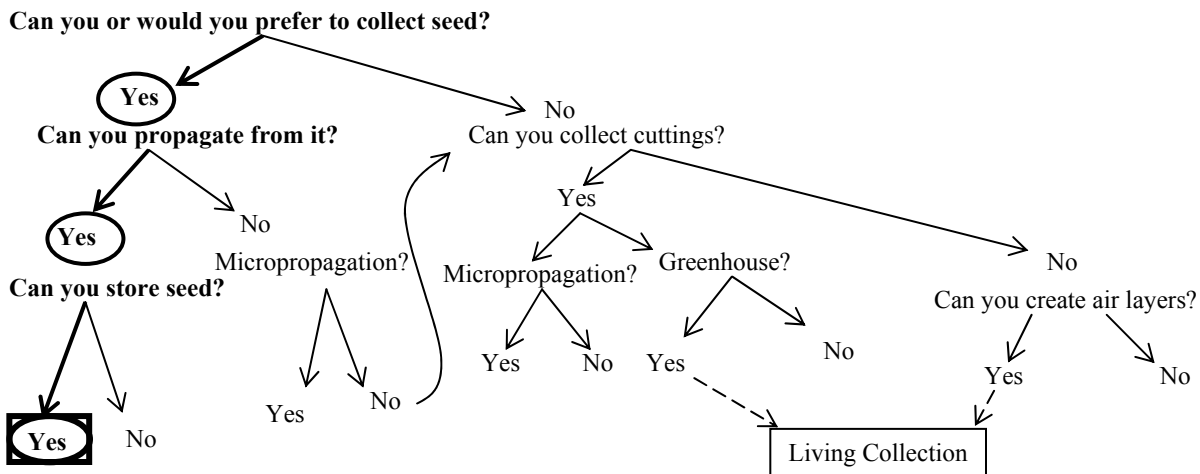 Can you or would you prefer to collect seed?
Yes
No
Can you propagate from it?
Can you collect cuttings?
Yes
Yes
No
No
Micropropagation?
Micropropagation?
Greenhouse?
Can you store seed?
Can you create air layers?
Yes
No
Yes
No
Yes
No
Yes
No
Yes
No
Living Collection